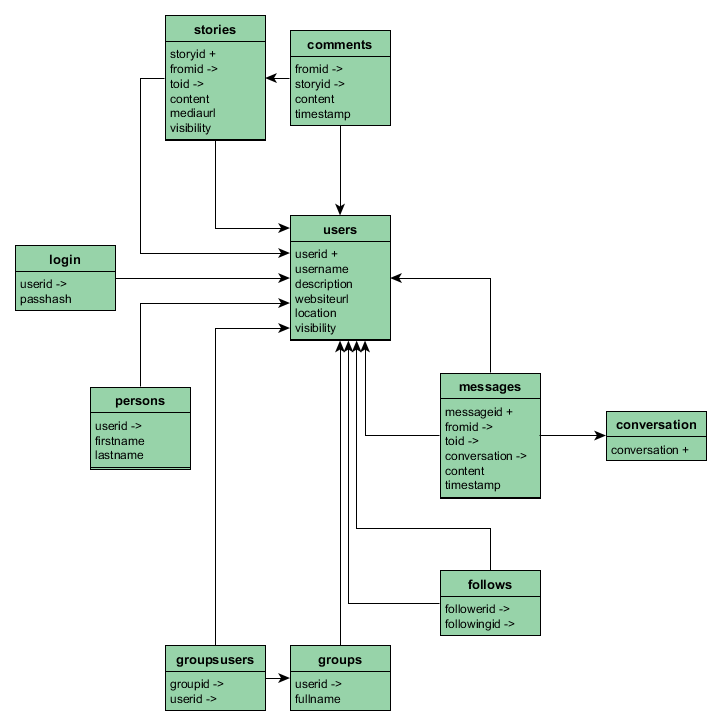 stories
storyid +
fromid ->
toid ->
content
mediaurl
visibility
comments
fromid ->
storyid ->
content
timestamp
users
userid +
username
description
websiteurl
location
visibility
login
userid ->
passhash
persons
userid ->
firstname
lastname
messages
messageid +
fromid ->
toid ->
conversation ->
content
timestamp
conversation
conversation +
follows
followerid ->
followingid ->
groupsusers
groupid ->
userid ->
groups
userid ->
fullname